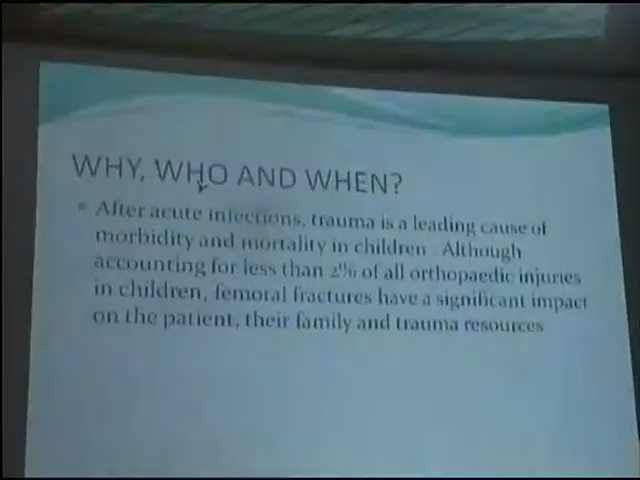 WHY, WHO AND WHEN?
After acute injections, trauma is a leading cause of
morbidity and mortality in children . Although
accounting for less than 2% of all orthopaedic injuries
in children, femoral fractures have a significant impact
on the patient, their family and trauma resources